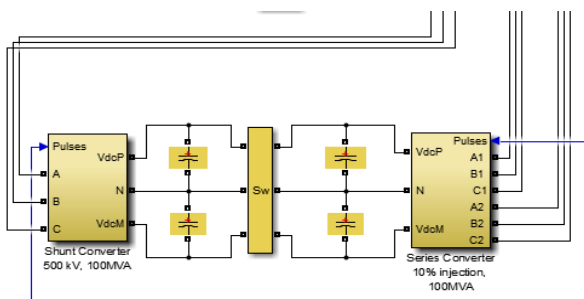 Pulses
VdcP
A
N
B
VdcM
C
Shunt Converter
500 kV, 100MVA
Sw
Pulses
VdcP
A1
B1
N
C1
A2
VdcM
B2
C2
Series Converter
10% injection,
100MVA